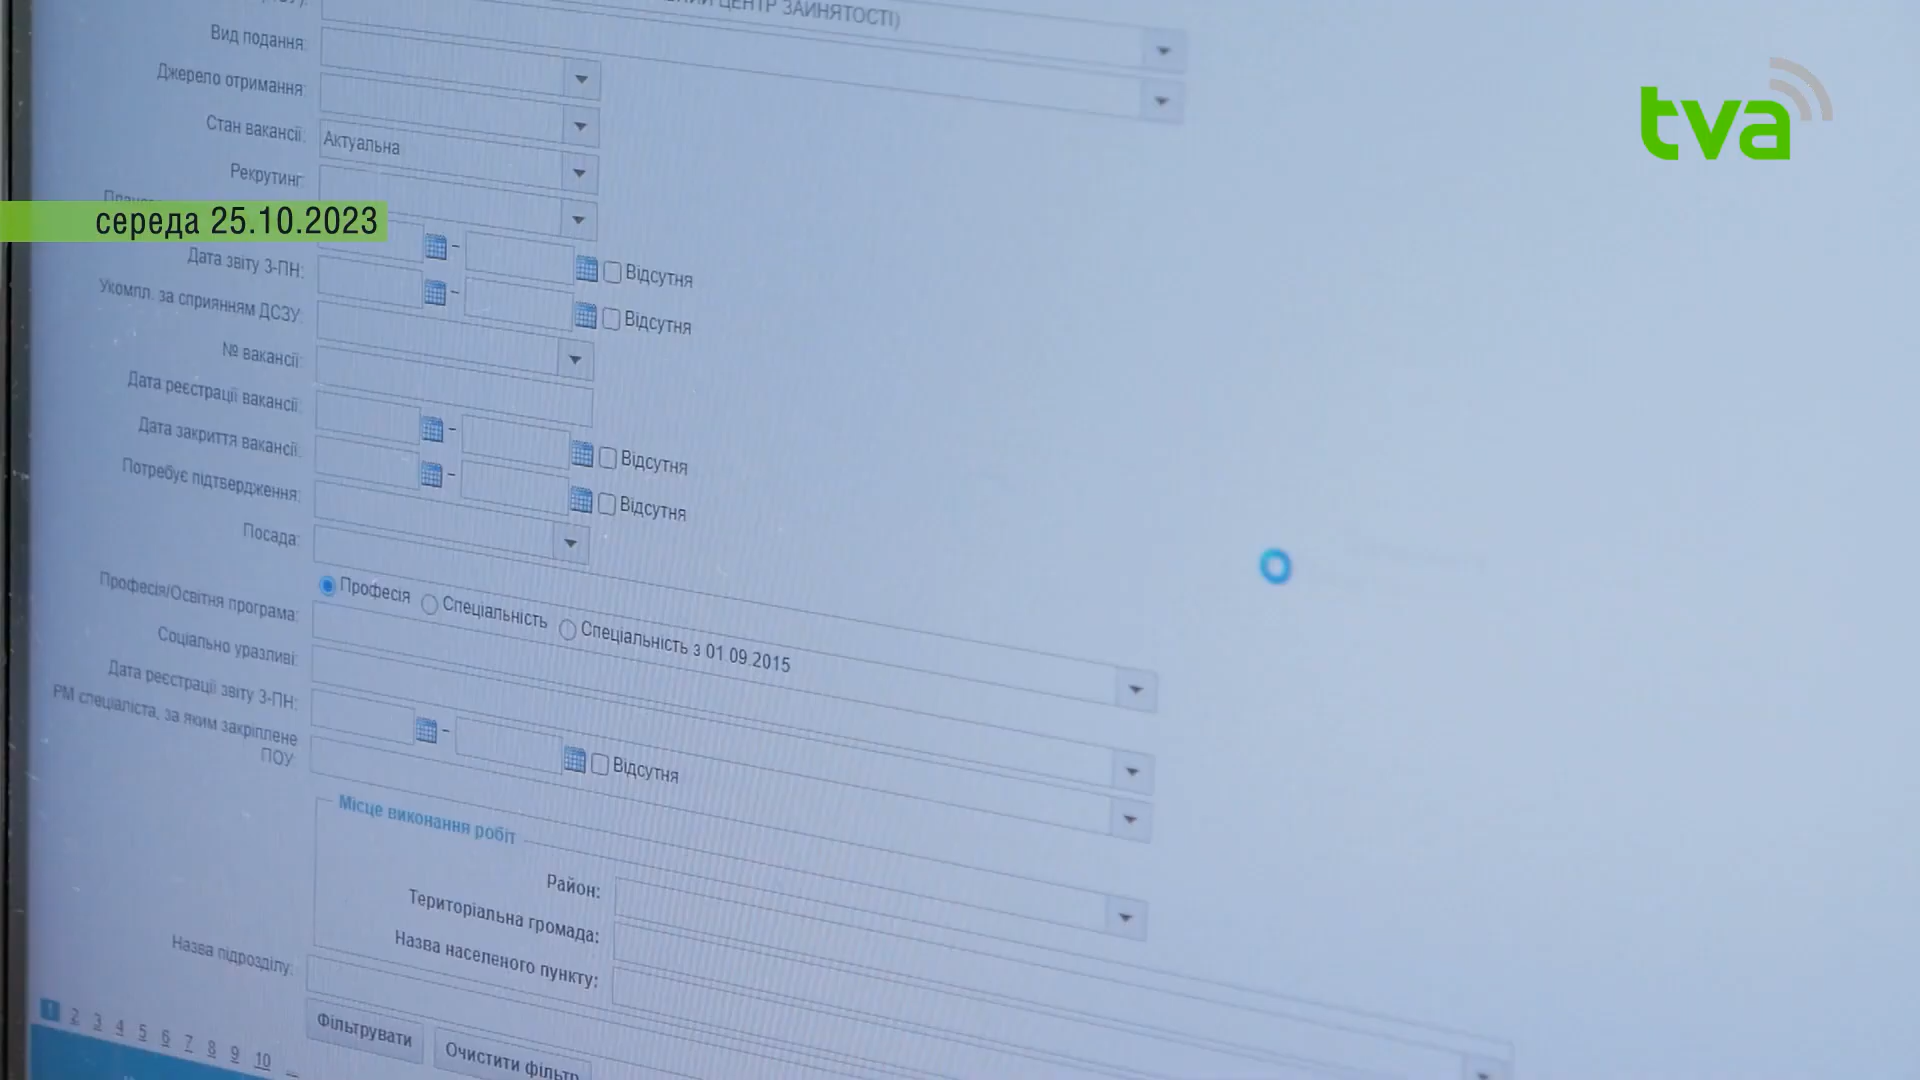 ЦЕНТР ЗАЙНЯТОСТІ)
Вид подання:
Джерело отримання:
Стан вакансії: Актуальна
Рекрутинг:
середа 25.10.2023
tva
Відсутня
Дата звіту 3-ПН: – Відсутня
Укомпл. за сприянням ДСЗУ:
№ вакансії:
Дата реєстрації вакансії: – Відсутня
Дата закриття вакансії: – Відсутня
Потребує підтвердження:
Посада:
Професія Спеціальність Спеціальність з 01.09.2015
Професія/Освітня програма:
Соціально уразливі:
Дата реєстрації звіту 3-ПН: – Відсутня
РМ спеціаліста, за яким закріплене
ПОУ:
Місце виконання робіт
Район:
Територіальна громада:
Назва населеного пункту:
Назва підрозділу:
Фільтрувати Очистити фільтр
1 2 3 4 5 6 7 8 9 10 ...